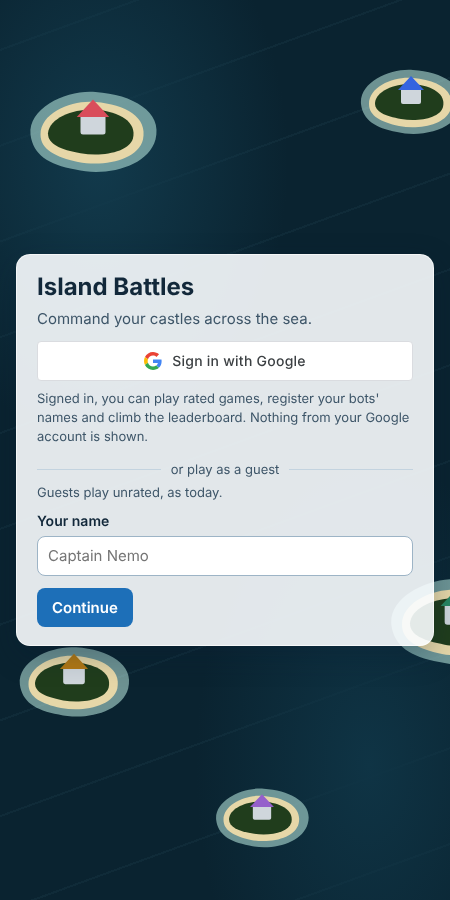 Island Battles
Command your castles across the sea.
Sign in with Google
Signed in, you can play rated games, register your bots'
names and climb the leaderboard. Nothing from your Google
account is shown.
or play as a guest
Guests play unrated, as today.
Your name
Captain Nemo
Continue